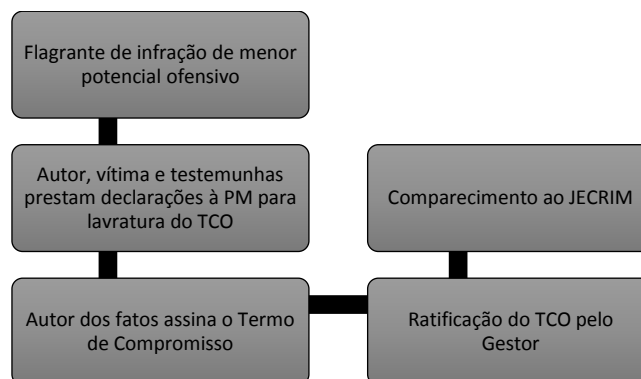 Flagrante de infração de menor
potencial ofensivo
Autor, vítima e testemunhas
prestam declarações à PM para
lavratura do TCO
Autor dos fatos assina o Termo
de Compromisso
Ratificação do TCO pelo
Gestor
Comparecimento ao JECRIM